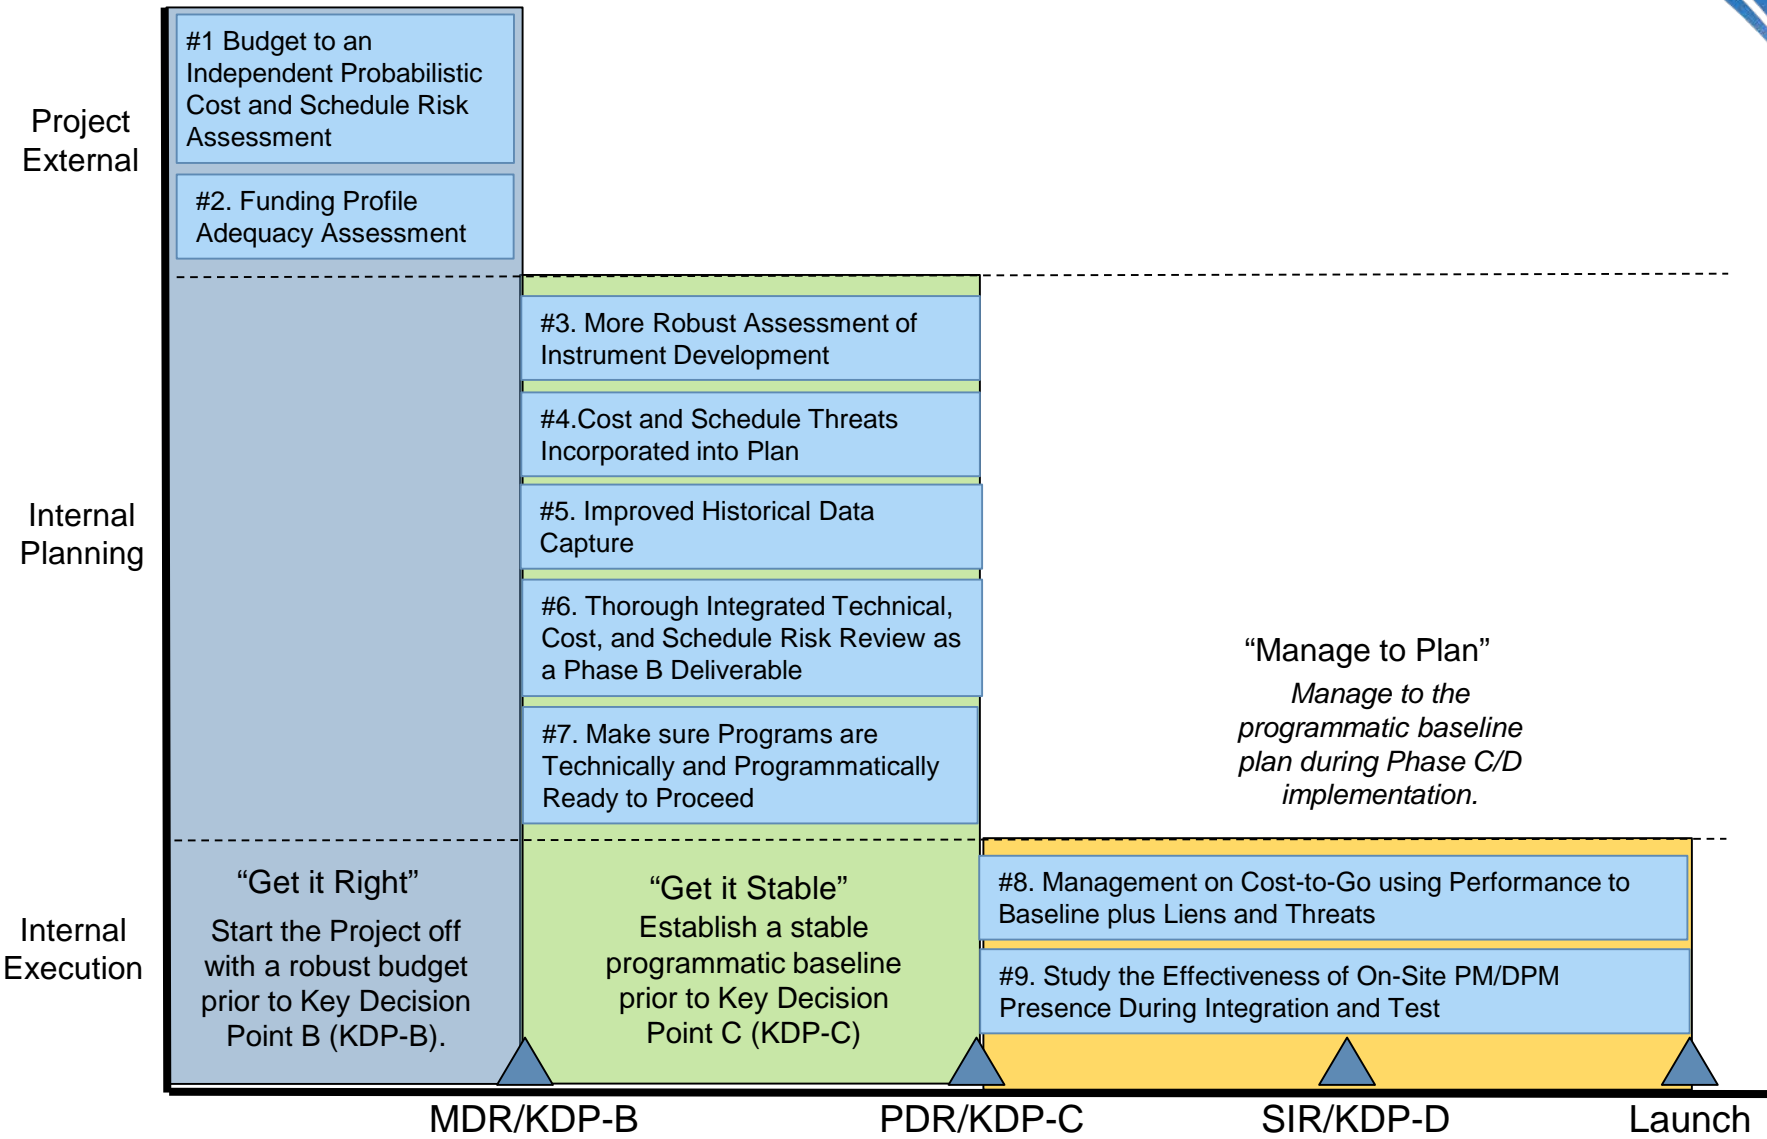 Project
External
#1 Budget to an
Independent Probabilistic
Cost and Schedule Risk
Assessment
#2. Funding Profile
Adequacy Assessment
Internal
Planning
#3. More Robust Assessment of
Instrument Development
#4.Cost and Schedule Threats
Incorporated into Plan
#5. Improved Historical Data
Capture
#6. Thorough Integrated Technical,
Cost, and Schedule Risk Review as
a Phase B Deliverable
#7. Make sure Programs are
Technically and Programmatically
Ready to Proceed
“Manage to Plan”
Manage to the
programmatic baseline
plan during Phase C/D
implementation.
Internal
Execution
“Get it Right”
Start the Project off
with a robust budget
prior to Key Decision
Point B (KDP-B).
“Get it Stable”
Establish a stable
programmatic baseline
prior to Key Decision
Point C (KDP-C)
#8. Management on Cost-to-Go using Performance to
Baseline plus Liens and Threats
#9. Study the Effectiveness of On-Site PM/DPM
Presence During Integration and Test
MDR/KDP-B
PDR/KDP-C
SIR/KDP-D
Launch